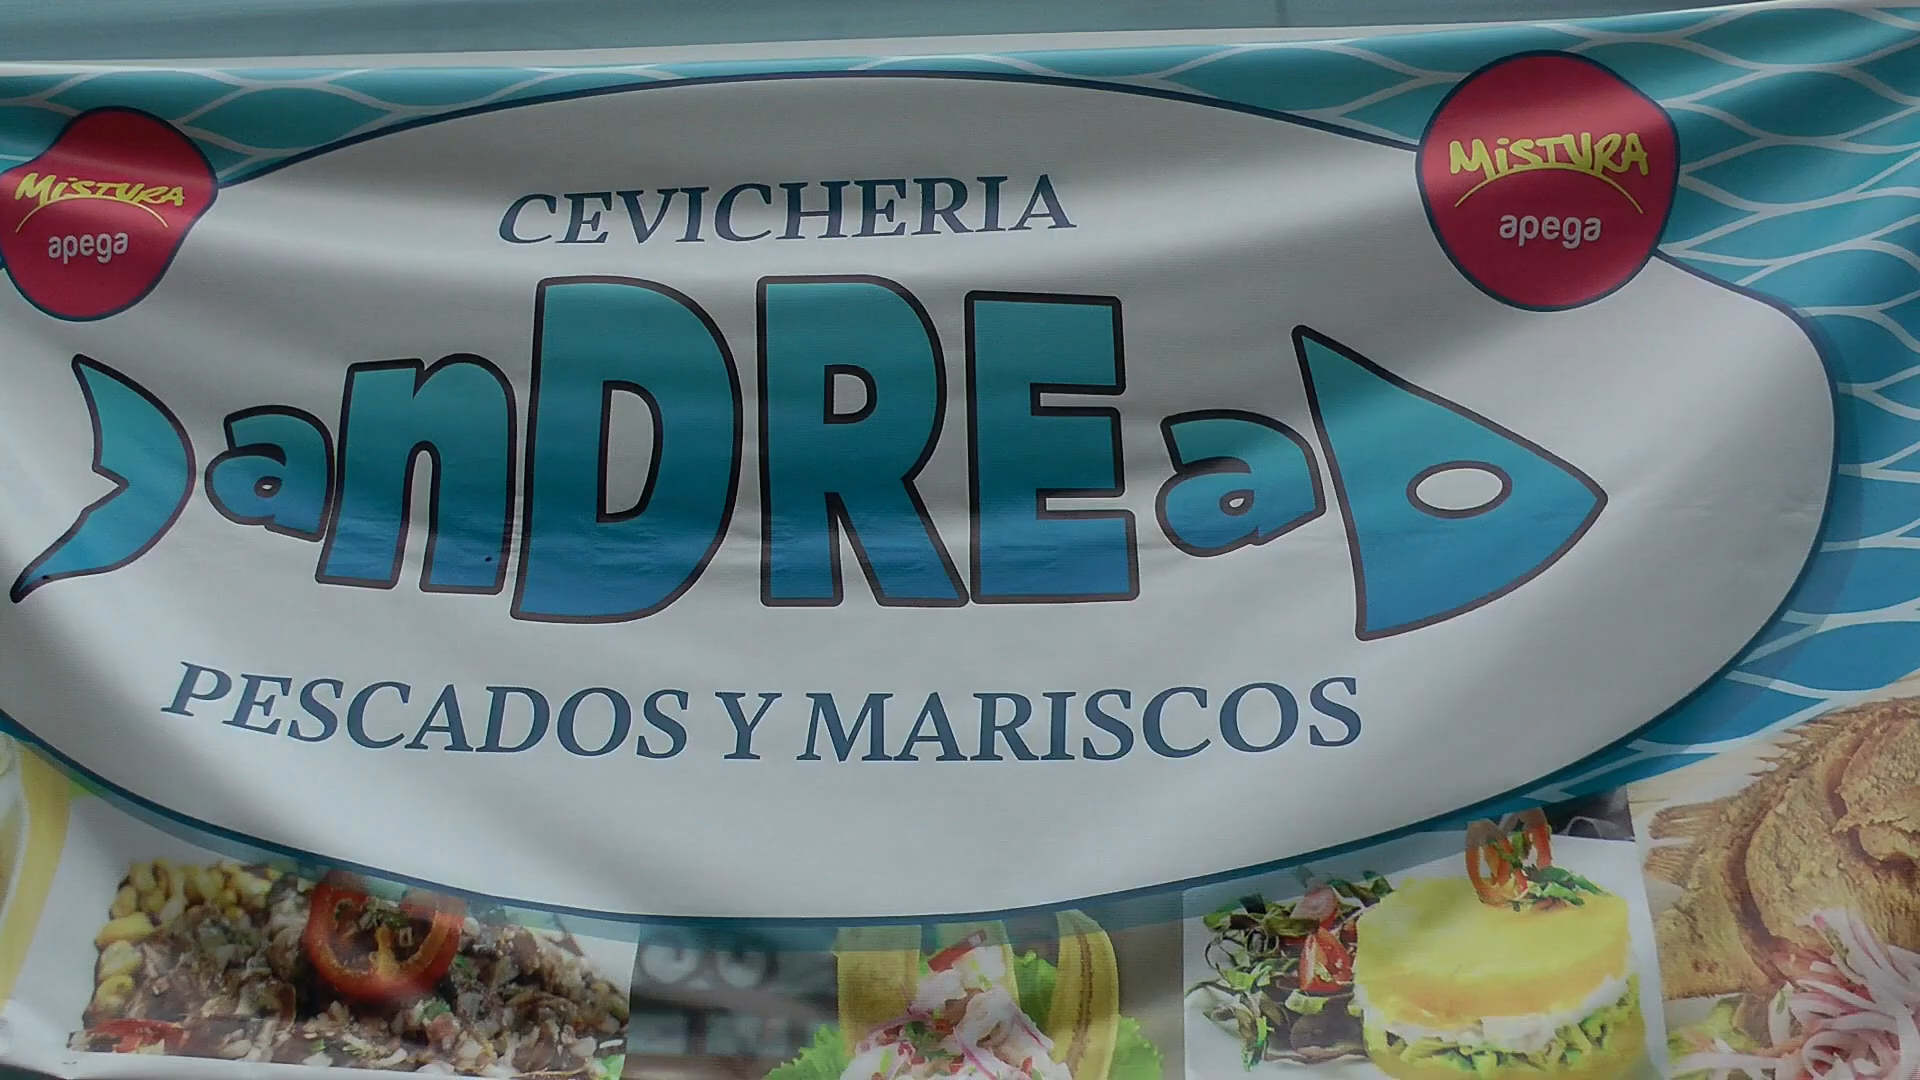 MiSTURA
apega
MiSTURA
apega
CEVICHERIA
anDREa
PESCADOS Y MARISCOS